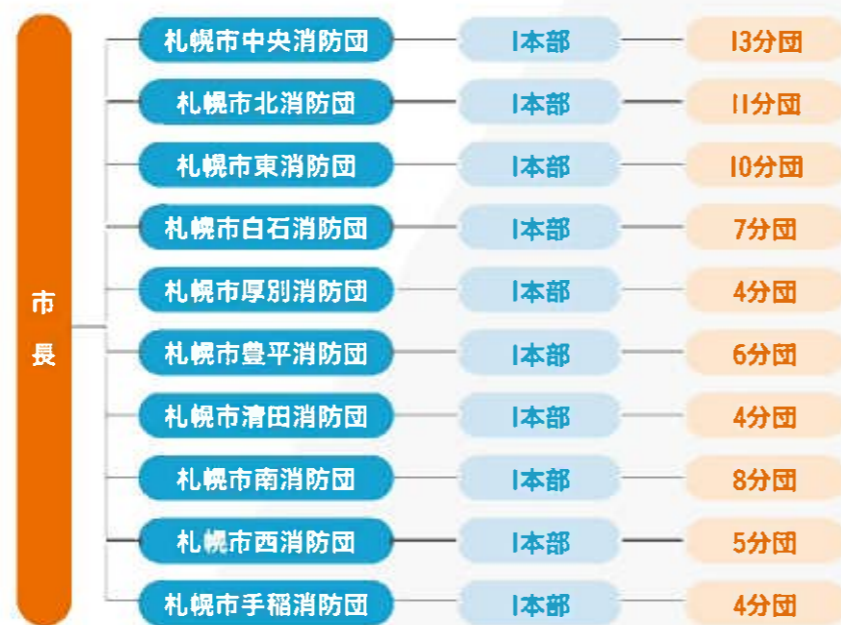 市長
札幌市中央消防団 1本部 13分団
札幌市北消防団 1本部 11分団
札幌市東消防団 1本部 10分団
札幌市白石消防団 1本部 7分団
札幌市厚別消防団 1本部 4分団
札幌市豊平消防団 1本部 6分団
札幌市清田消防団 1本部 4分団
札幌市南消防団 1本部 8分団
札幌市西消防団 1本部 5分団
札幌市手稲消防団 1本部 4分団